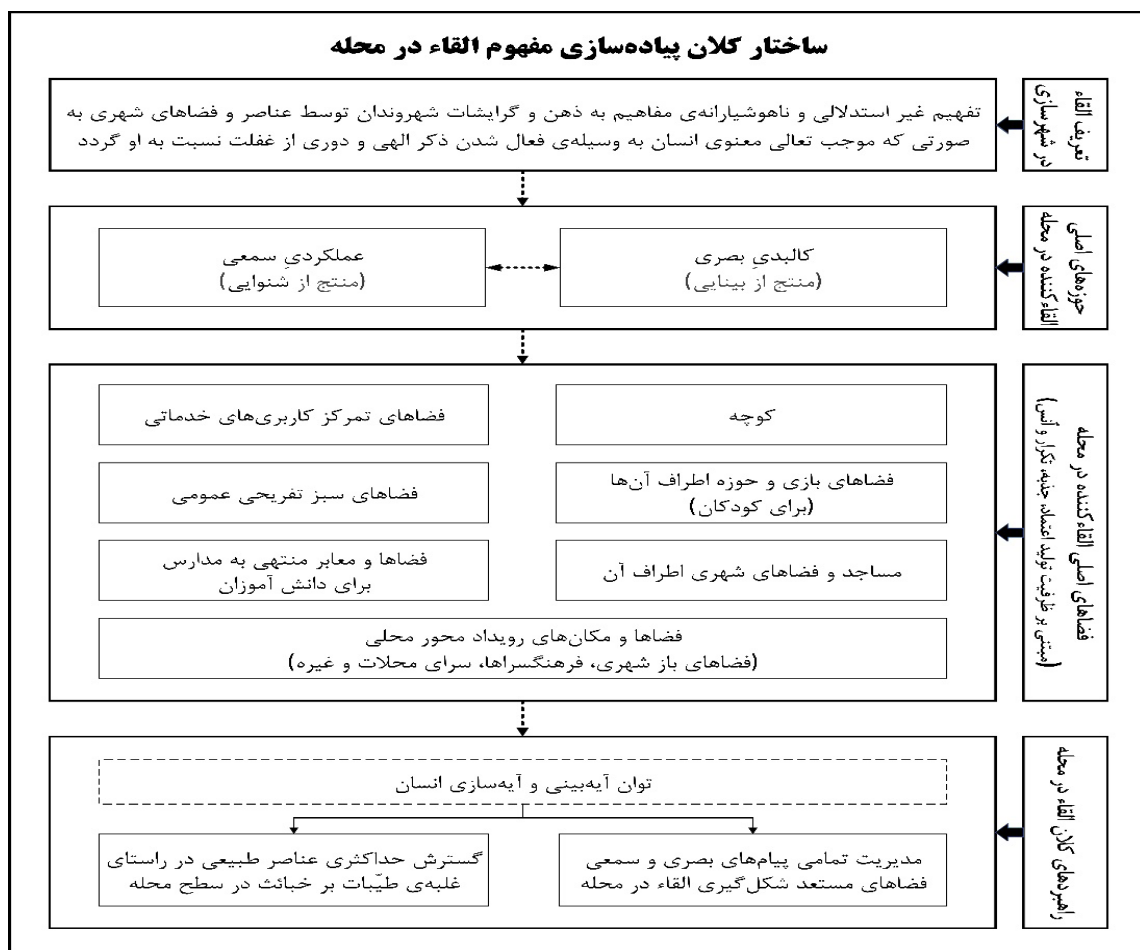 ساختار کلان پیاده‌سازی مفهوم القاء در محله
تعریف القاء
در شهرسازی
تفهیم غیر استدلالی و ناهوشیارانه‌ی مفاهیم به ذهن و گرایشات شهروندان توسط عناصر و فضاهای شهری به
صورتی که موجب تعالی معنوی انسان به وسیله‌ی فعال شدن ذکر الهی و دوری از غفلت نسبت به او گردد
حوزه‌های اصلی
القاءکننده در محله
کالبدیِ بصری
(منتج از بینایی)
عملکردیِ سمعی
(منتج از شنوایی)
فضاهای اصلی القاءکننده در محله
(مبتنی بر ظرفیت تولید اعتماد، جذبه، تکرار و اُنس)
کوچه
فضاهای تمرکز کاربری‌های خدماتی
فضاهای بازی و حوزه اطراف آن‌ها
(برای کودکان)
فضاهای سبز تفریحی عمومی
مساجد و فضاهای شهری اطراف آن
فضاها و معابر منتهی به مدارس
برای دانش آموزان
فضاها و مکان‌های رویداد محور محلی
(فضاهای باز شهری، فرهنگسراها، سرای محلات و غیره)
راهبردهای کلان القاء در محله
توان آیه‌بینی و آیه‌سازی انسان
مدیریت تمامی پیام‌های بصری و سمعی
فضاهای مستعد شکل‌گیری القاء در محله
گسترش حداکثری عناصر طبیعی در راستای
غلبه‌ی طیّبات بر خبائث در سطح محله